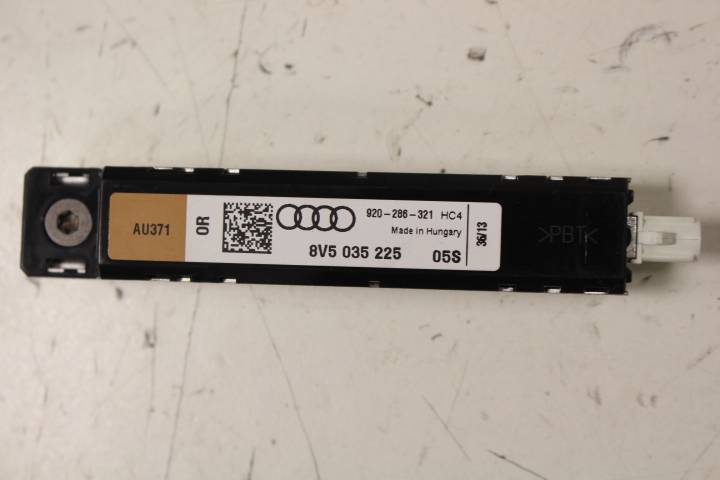 AU371
OR
920-286-321 HC4
Made in Hungary
8V5 035 225 05S
36/13
>PBT<